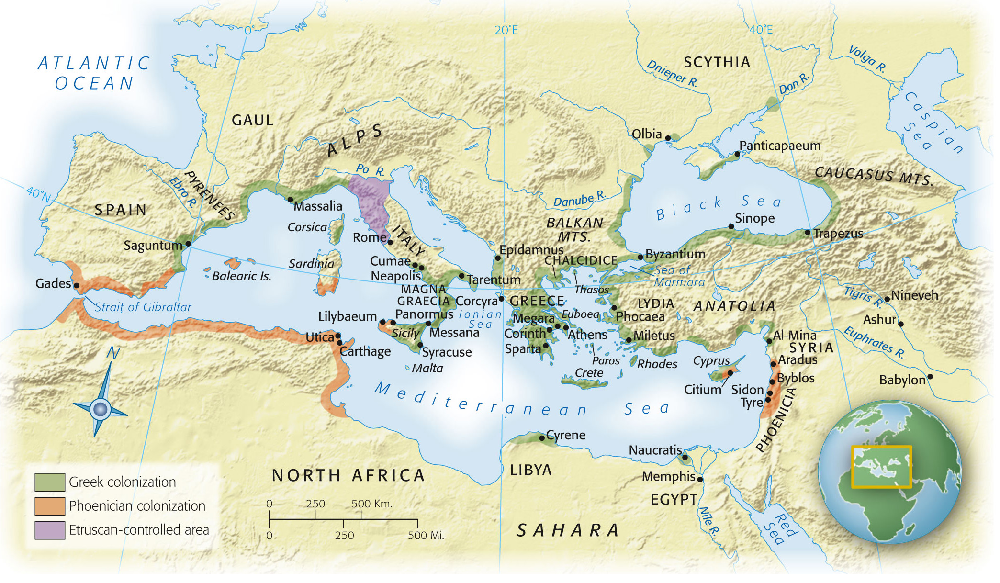 0°
20°E
40°E
ATLANTIC
OCEAN
SCYTHIA
Dnieper R.
Don R.
Volga R.
Caspian
Sea
GAUL
ALPS
Olbia
Panticapaeum
CAUCASUS MTS.
Po R.
PYRENEES
Ebro R.
40°N
SPAIN
Massalia
Danube R.
Black Sea
Sinope
Trapezus
BALKAN
MTS.
Corsica
Rome
ITALY
Saguntum
Epidamnus
Byzantium
CHALCIDICE
Sea of
Marmara
Sardinia
Cumae
Neapolis
Tarentum
Balearic Is.
Gades
Strait of Gibraltar
MAGNA
GRAECIA
Corcyra
GREECE
Thasos
LYDIA
ANATOLIA
Tigris R.
Nineveh
Lilybaeum
Panormus
Ionian
Sea
Megara
Euboea
Phocaea
Ashur
Utica
Sicily
Messana
Corinth
Athens
Miletus
Al-Mina
SYRIA
Euphrates R.
Carthage
Syracuse
Sparta
Paros
Rhodes
Cyprus
Aradus
Malta
Crete
Byblos
Babylon
Citium
Sidon
Tyre
PHOENICIA
N
Mediterranean Sea
Cyrene
Naucratis
NORTH AFRICA
LIBYA
Memphis
EGYPT
Nile R.
Red
Sea
SAHARA
Greek colonization
Phoenician colonization
Etruscan-controlled area
0 250 500 Km.
0 250 500 Mi.